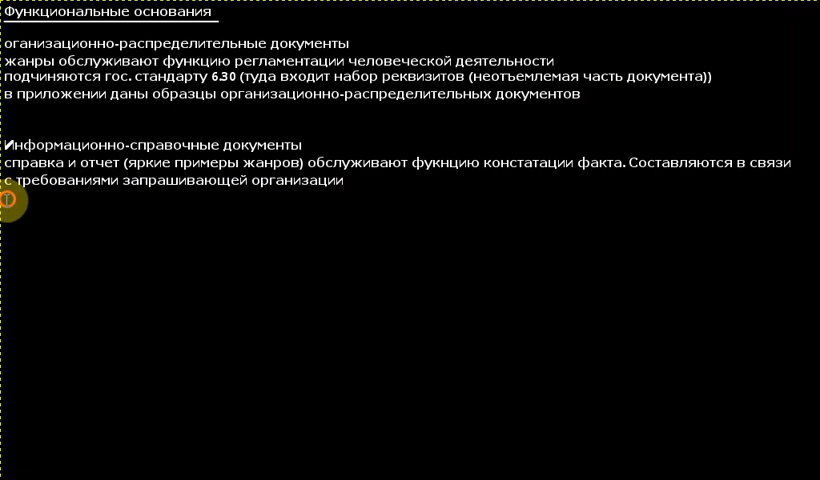 Функциональные основания
оганизационно-распределительные документы
жанры обслуживают функцию регламентации человеческой деятельности
подчиняются гос. стандарту 6.30 (туда входит набор реквизитов (неотъемлемая часть документа))
в приложении даны образцы организационно-распределительных документов
Информационно-справочные документы
справка и отчет (яркие примеры жанров) обслуживают фукнцию констатации факта. Составляются в связи
с требованиями запрашивающей организации